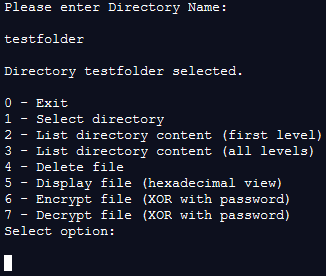 Please enter Directory Name:
testfolder
Directory testfolder selected.
0 - Exit
1 - Select directory
2 - List directory content (first level)
3 - List directory content (all levels)
4 - Delete file
5 - Display file (hexadecimal view)
6 - Encrypt file (XOR with password)
7 - Decrypt file (XOR with password)
Select option: